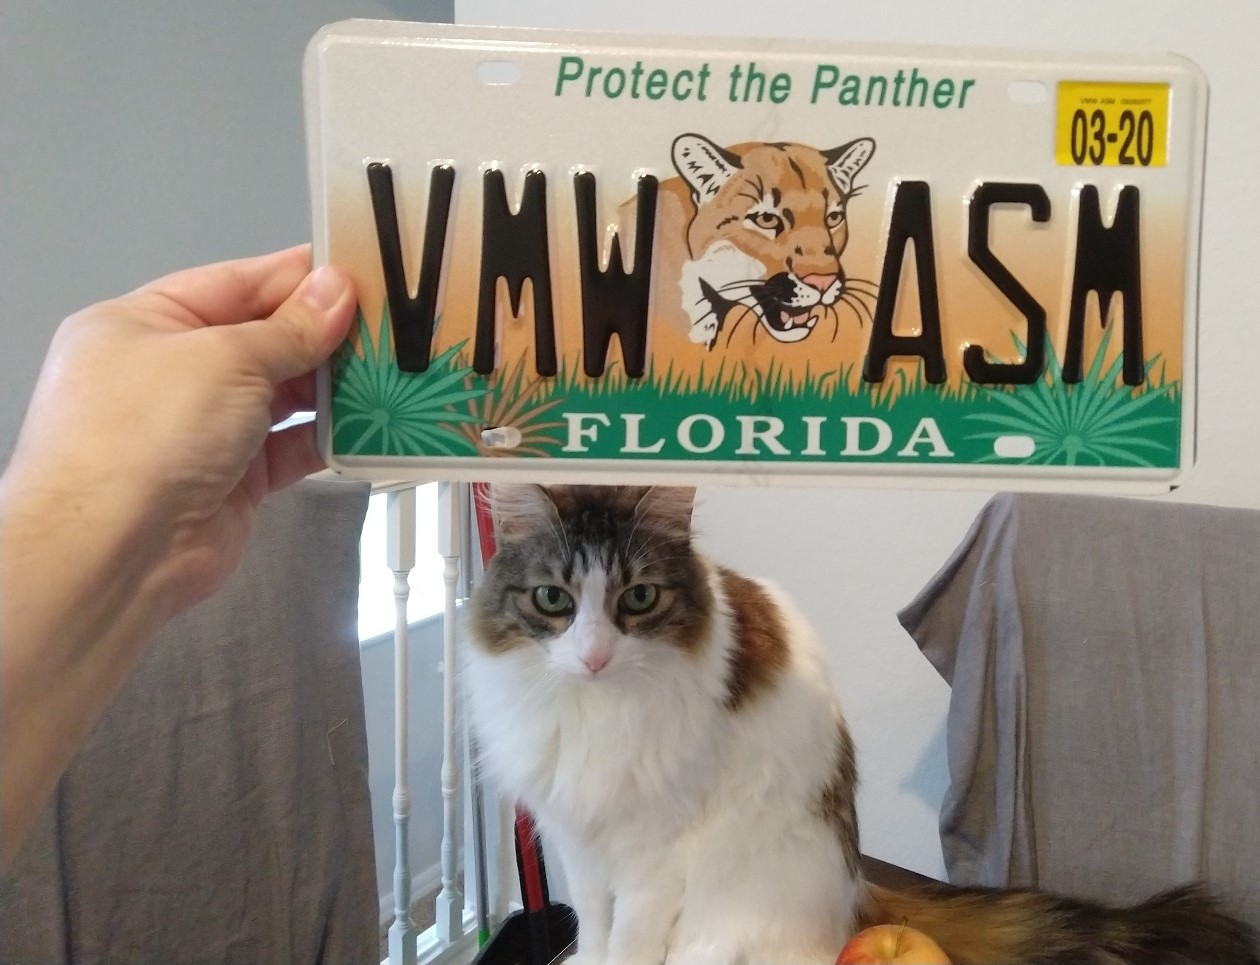 Protect the Panther
03-20
VMW ASM
FLORIDA